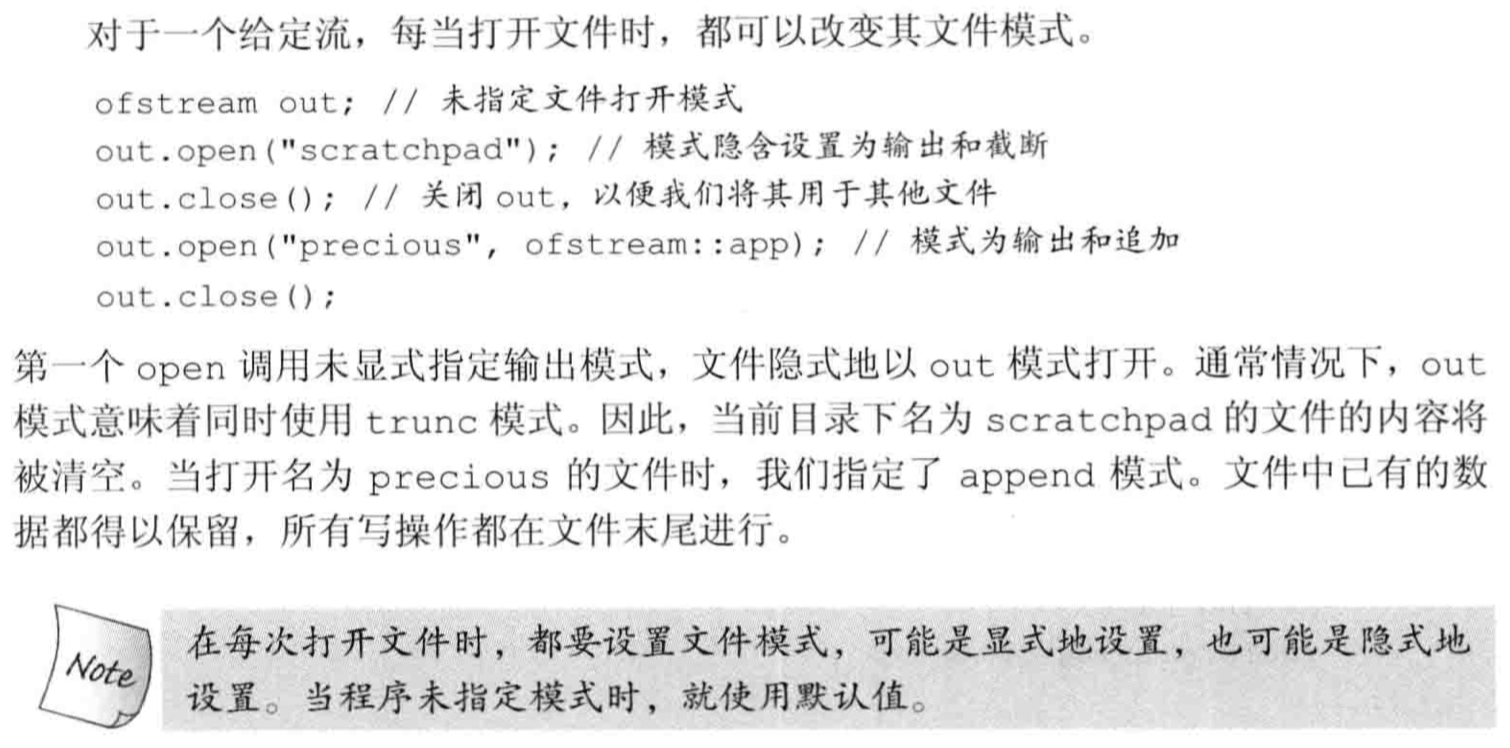 对于一个给定流，每当打开文件时，都可以改变其文件模式。
ofstream out; // 未指定文件打开模式
out.open("scratchpad"); // 模式隐含设置为输出和截断
out.close(); // 关闭 out, 以便我们将其用于其他文件
out.open("precious", ofstream::app); // 模式为输出和追加
out.close();
第一个 open 调用未显式指定输出模式，文件隐式地以 out 模式打开。通常情况下，out
模式意味着同时使用 trunc 模式。因此，当前目录下名为 scratchpad 的文件的内容将
被清空。当打开名为 precious 的文件时，我们指定了 append 模式。文件中已有的数
据都得以保留，所有写操作都在文件末尾进行。
Note
在每次打开文件时，都要设置文件模式，可能是显式地设置，也可能是隐式地
设置。当程序未指定模式时，就使用默认值。